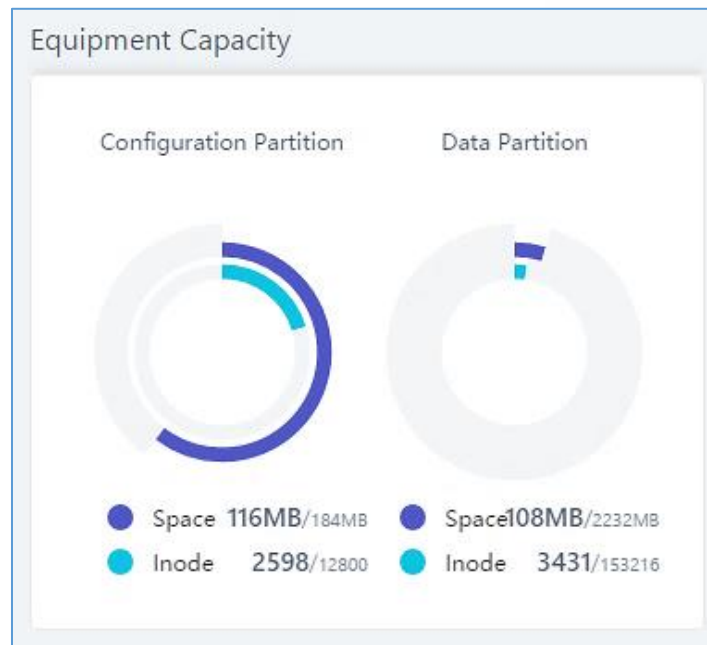 Equipment Capacity
Configuration Partition
Data Partition
Space 116MB/184MB
Inode 2598/12800
Space108MB/2232MB
Inode 3431/153216